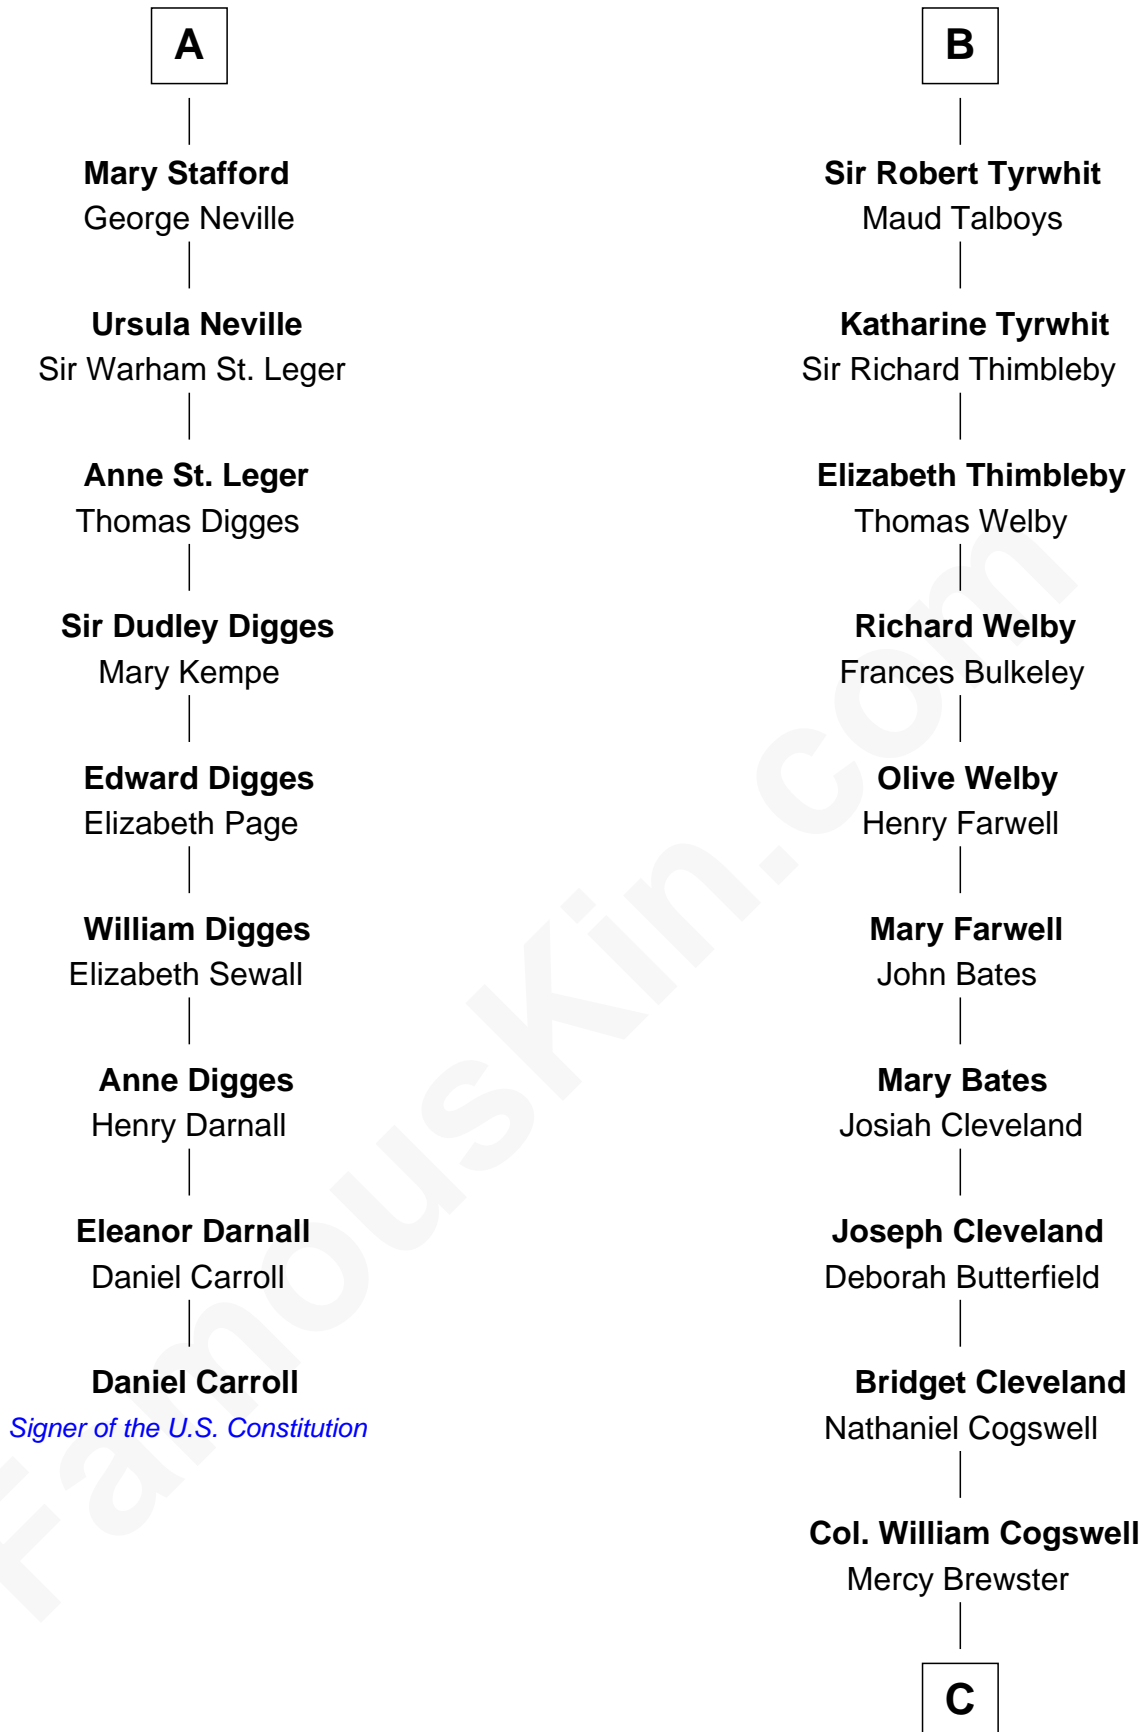 A
Mary Stafford
George Neville
Ursula Neville
Sir Warham St. Leger
Anne St. Leger
Thomas Digges
Sir Dudley Digges
Mary Kempe
Edward Digges
Elizabeth Page
William Digges
Elizabeth Sewall
Anne Digges
Henry Darnall
Eleanor Darnall
Daniel Carroll
Daniel Carroll
Signer of the U.S. Constitution
B
Sir Robert Tyrwhit
Maud Talboys
Katharine Tyrwhit
Sir Richard Thimbleby
Elizabeth Thimbleby
Thomas Welby
Richard Welby
Frances Bulkeley
Olive Welby
Henry Farwell
Mary Farwell
John Bates
Mary Bates
Josiah Cleveland
Joseph Cleveland
Deborah Butterfield
Bridget Cleveland
Nathaniel Cogswell
Col. William Cogswell
Mercy Brewster
C
FamousKin.com